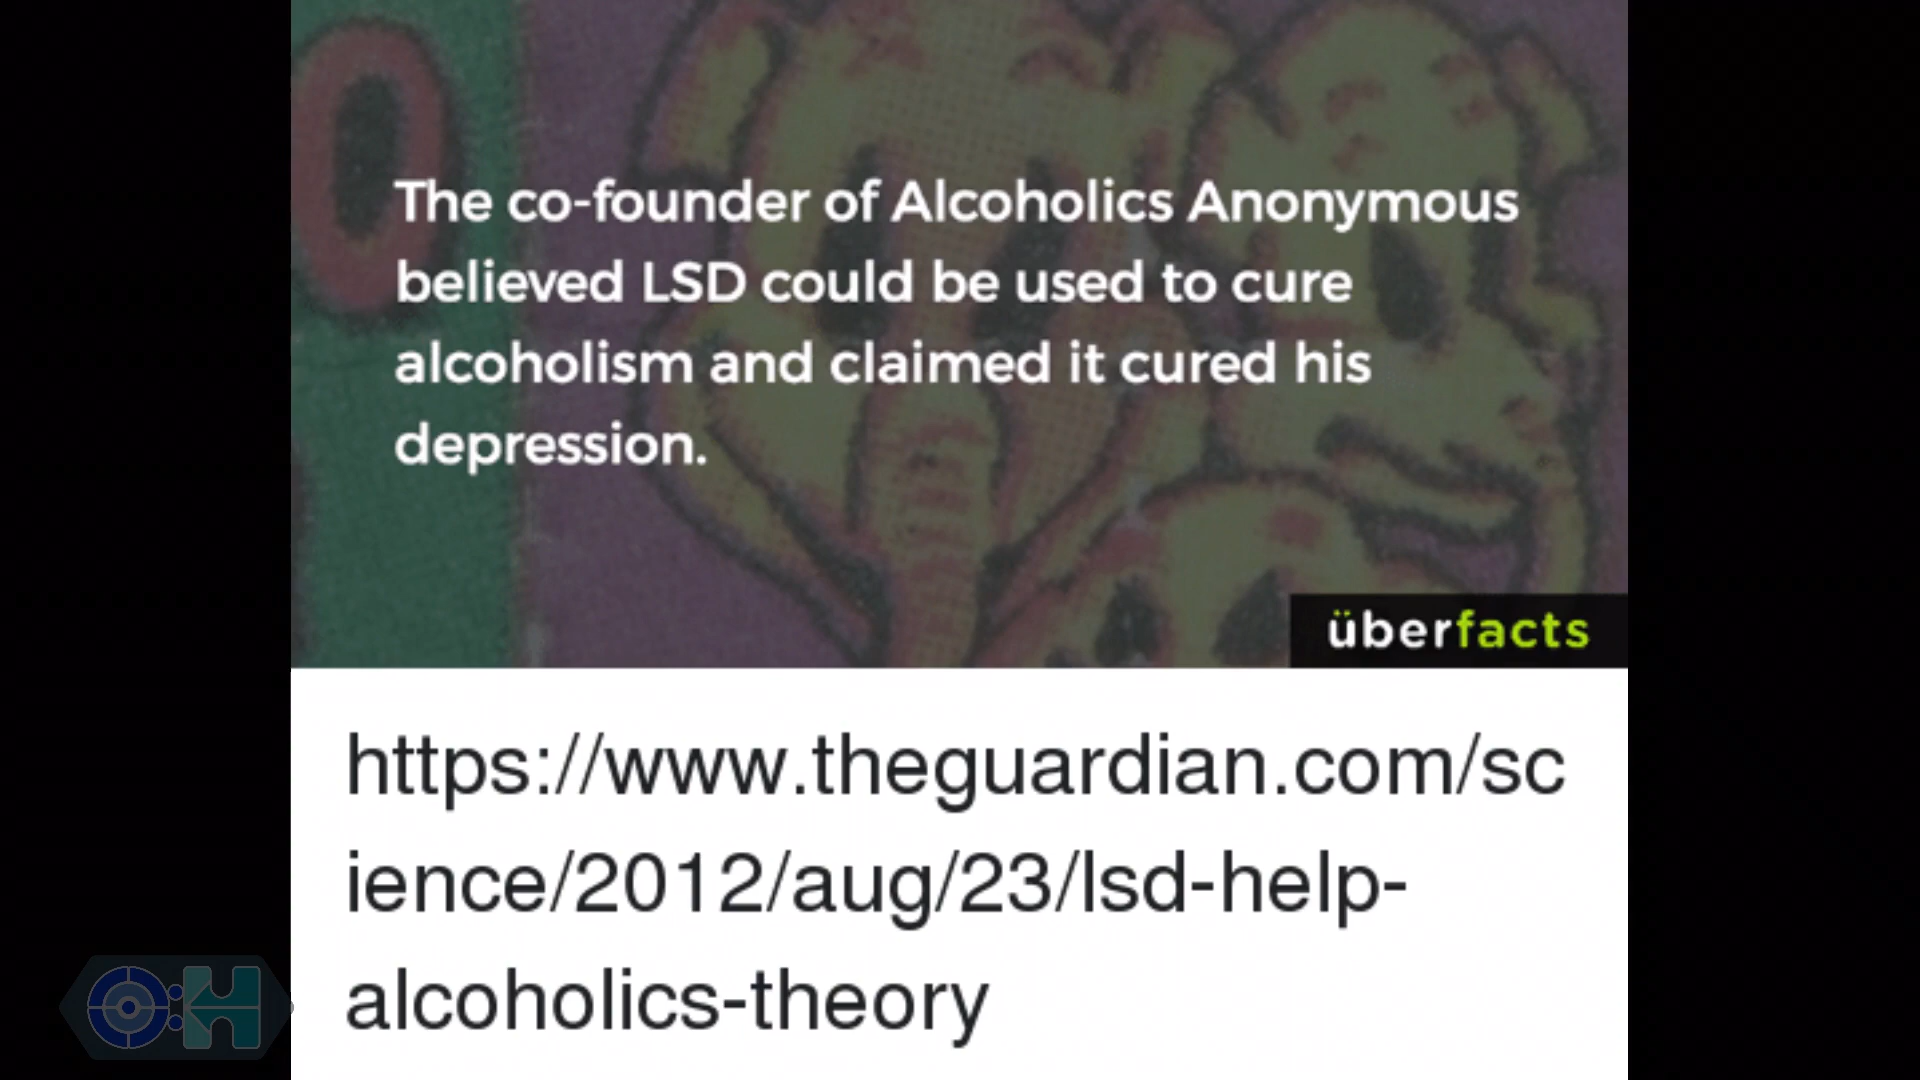 The co-founder of Alcoholics Anonymous
believed LSD could be used to cure
alcoholism and claimed it cured his
depression.
überfacts
https://www.theguardian.com/sc
ience/2012/aug/23/lsd-help-
alcoholics-theory
OH